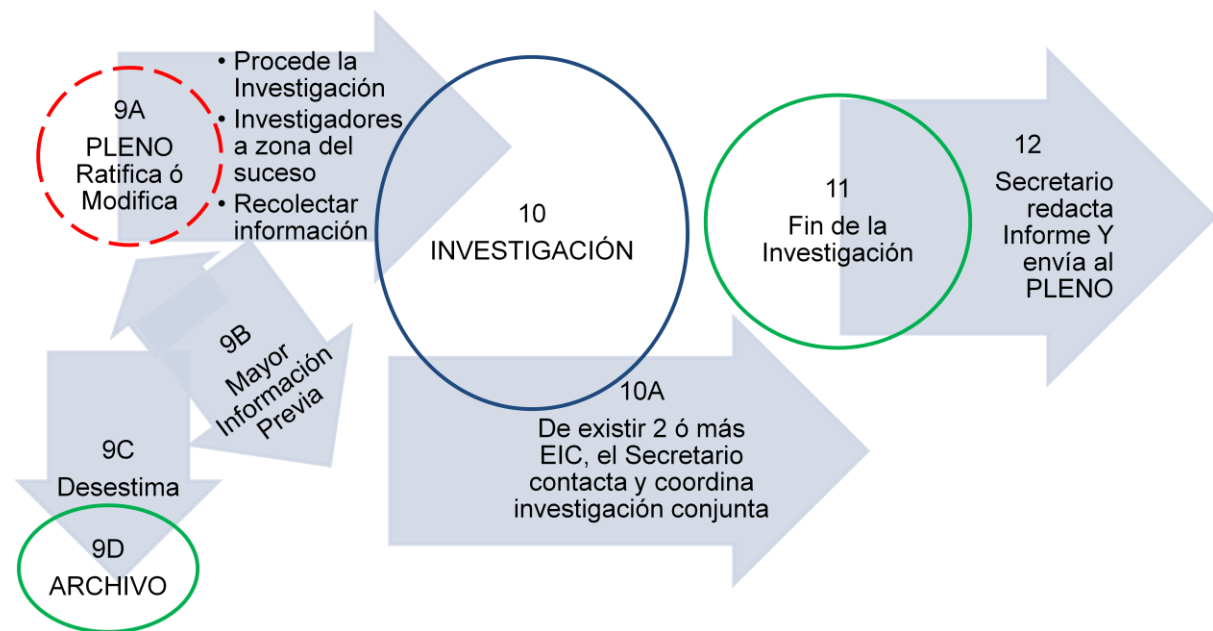 9A
PLENO
Ratifica ó
Modifica
• Procede la
Investigación
• Investigadores
a zona del
suceso
• Recolectar
información
9B
Mayor
Información
Previa
9C
Desestima
9D
ARCHIVO
10
INVESTIGACIÓN
10A
De existir 2 ó más
EIC, el Secretario
contacta y coordina
investigación conjunta
11
Fin de la
Investigación
12
Secretario
redacta
Informe Y
envía al
PLENO